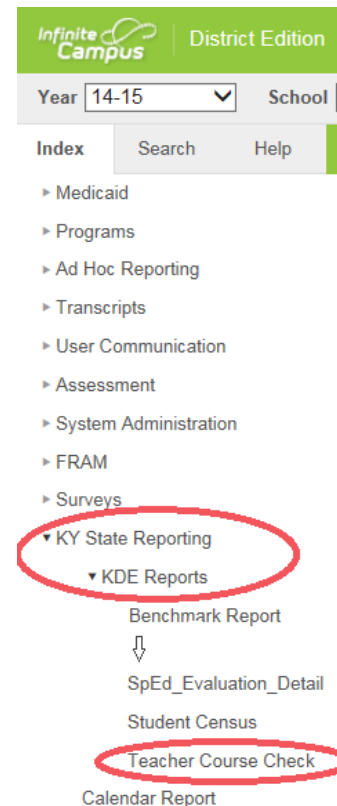 Infinite Campus District Edition
Year 14-15 School
Index Search Help
Medicaid
Programs
Ad Hoc Reporting
Transcripts
User Communication
Assessment
System Administration
FRAM
Surveys
KY State Reporting
KDE Reports
Benchmark Report
SpEd_Evaluation_Detail
Student Census
Teacher Course Check
Calendar Report